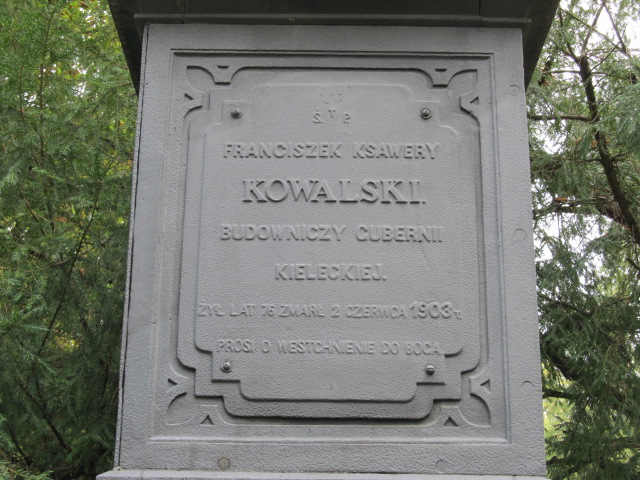 Ś.†P.
FRANCISZEK KSAWERY
KOWALSKI.
BUDOWNICZY GUBERNII
KIELECKIEJ.
ŻYŁ LAT 76 ZMARŁ 2 CZERWCA 1903 r.
PROSI O WESTCHNIENIE DO BOGA.